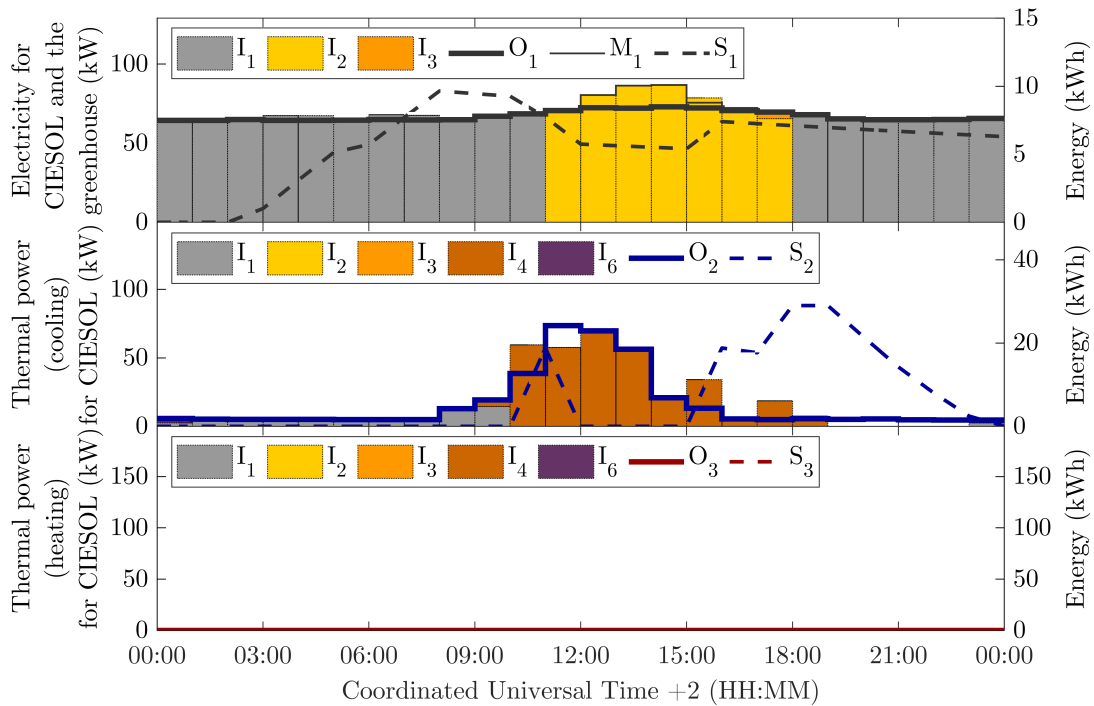 Electricity for
CIESOL and the
greenhouse (kW)
100
50
0
I₁ I₂ I₃ O₁ M₁ S₁
15
10
5
0
Energy (kWh)
Thermal power
(cooling)
for CIESOL (kW)
100
50
0
I₁ I₂ I₃ I₄ I₆ O₂ S₂
40
20
0
Energy (kWh)
Thermal power
(heating)
for CIESOL (kW)
150
100
50
0
I₁ I₂ I₃ I₄ I₆ O₃ S₃
150
100
50
0
Energy (kWh)
00:00 03:00 06:00 09:00 12:00 15:00 18:00 21:00 00:00
Coordinated Universal Time +2 (HH:MM)